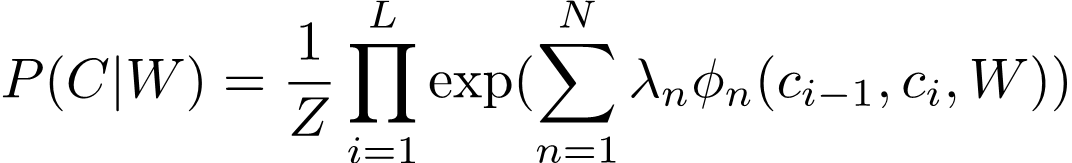 P(C|W) = \frac{1}{Z} \prod_{i=1}^{L} \exp(\sum_{n=1}^{N} \lambda_n \phi_n(c_{i-1}, c_i, W))